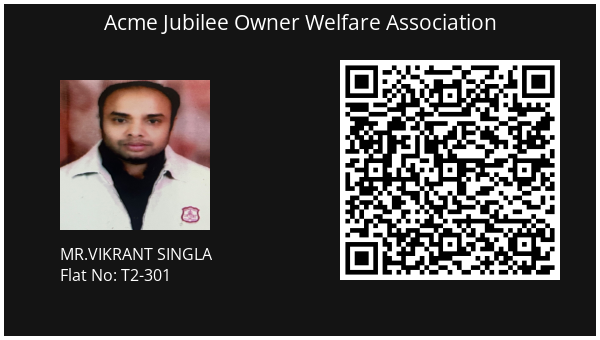 Acme Jubilee Owner Welfare Association
MR.VIKRANT SINGLA
Flat No: T2-301